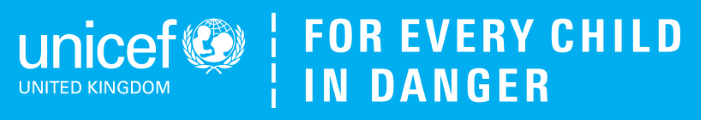 unicef
UNITED KINGDOM
FOR EVERY CHILD
IN DANGER